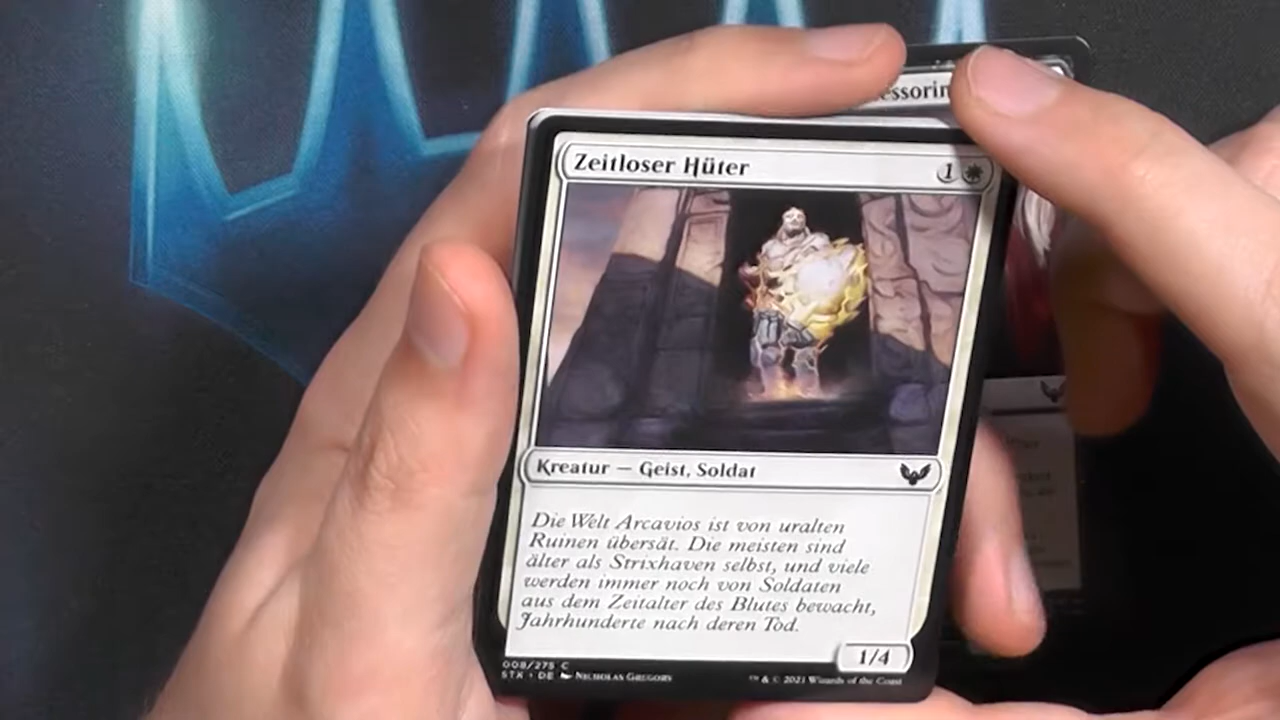 essorin
Zeitloser Hüter 1
Kreatur — Geist, Soldat
Die Welt Arcavios ist von uralten
Ruinen übersät. Die meisten sind
älter als Strixhaven selbst, und viele
werden immer noch von Soldaten
aus dem Zeitalter des Blutes bewacht,
Jahrhunderte nach deren Tod.
1/4
008/275 C
STX • DE Nicholas Gregory
™ & © 2021 Wizards of the Coast